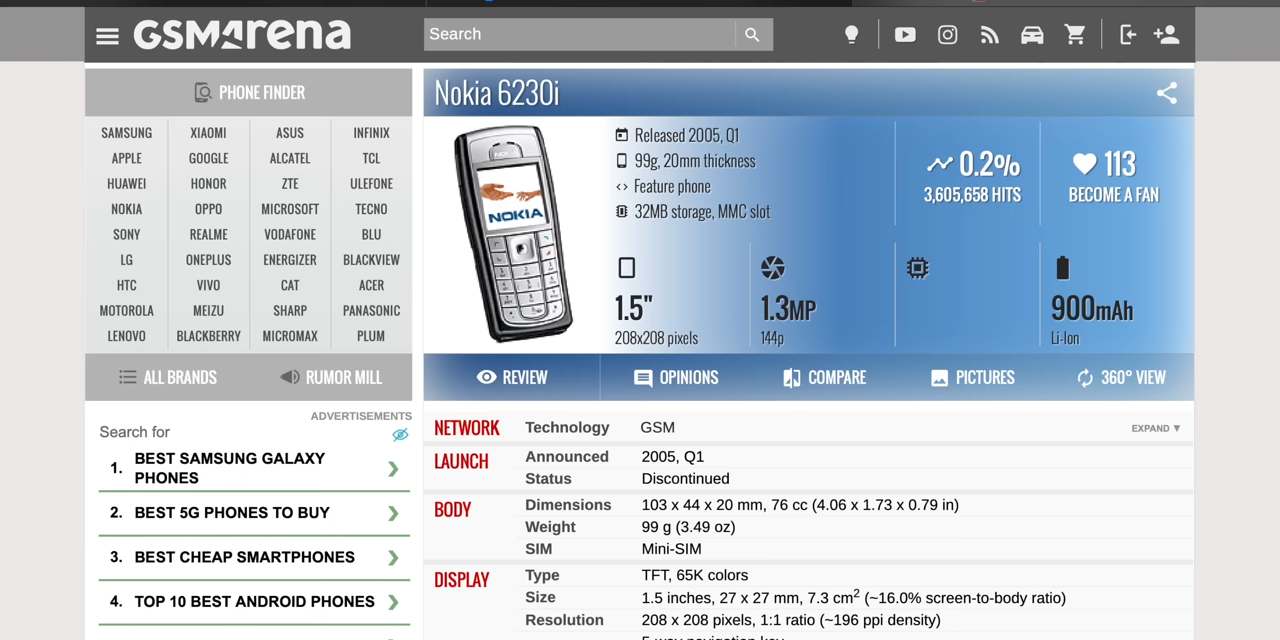 GSMArena
Search
PHONE FINDER
SAMSUNG XIAOMI ASUS INFINIX
APPLE GOOGLE ALCATEL TCL
HUAWEI HONOR ZTE ULEFONE
NOKIA OPPO MICROSOFT TECNO
SONY REALME VODAFONE BLU
LG ONEPLUS ENERGIZER BLACKVIEW
HTC VIVO CAT ACER
MOTOROLA MEIZU SHARP PANASONIC
LENOVO BLACKBERRY MICROMAX PLUM
ALL BRANDS RUMOR MILL
ADVERTISEMENTS
Search for
1. BEST SAMSUNG GALAXY
PHONES
2. BEST 5G PHONES TO BUY
3. BEST CHEAP SMARTPHONES
4. TOP 10 BEST ANDROID PHONES
Nokia 6230i
NOKIA
Released 2005, Q1
99g, 20mm thickness
Feature phone
32MB storage, MMC slot
0.2%
3,605,658 HITS
113
BECOME A FAN
1.5"
208x208 pixels
1.3MP
144p
900mAh
Li-Ion
REVIEW OPINIONS COMPARE PICTURES 360° VIEW
NETWORK Technology GSM EXPAND ▼
LAUNCH Announced 2005, Q1
Status Discontinued
BODY Dimensions 103 x 44 x 20 mm, 76 cc (4.06 x 1.73 x 0.79 in)
Weight 99 g (3.49 oz)
SIM Mini-SIM
DISPLAY Type TFT, 65K colors
Size 1.5 inches, 27 x 27 mm, 7.3 cm2 (~16.0% screen-to-body ratio)
Resolution 208 x 208 pixels, 1:1 ratio (~196 ppi density)